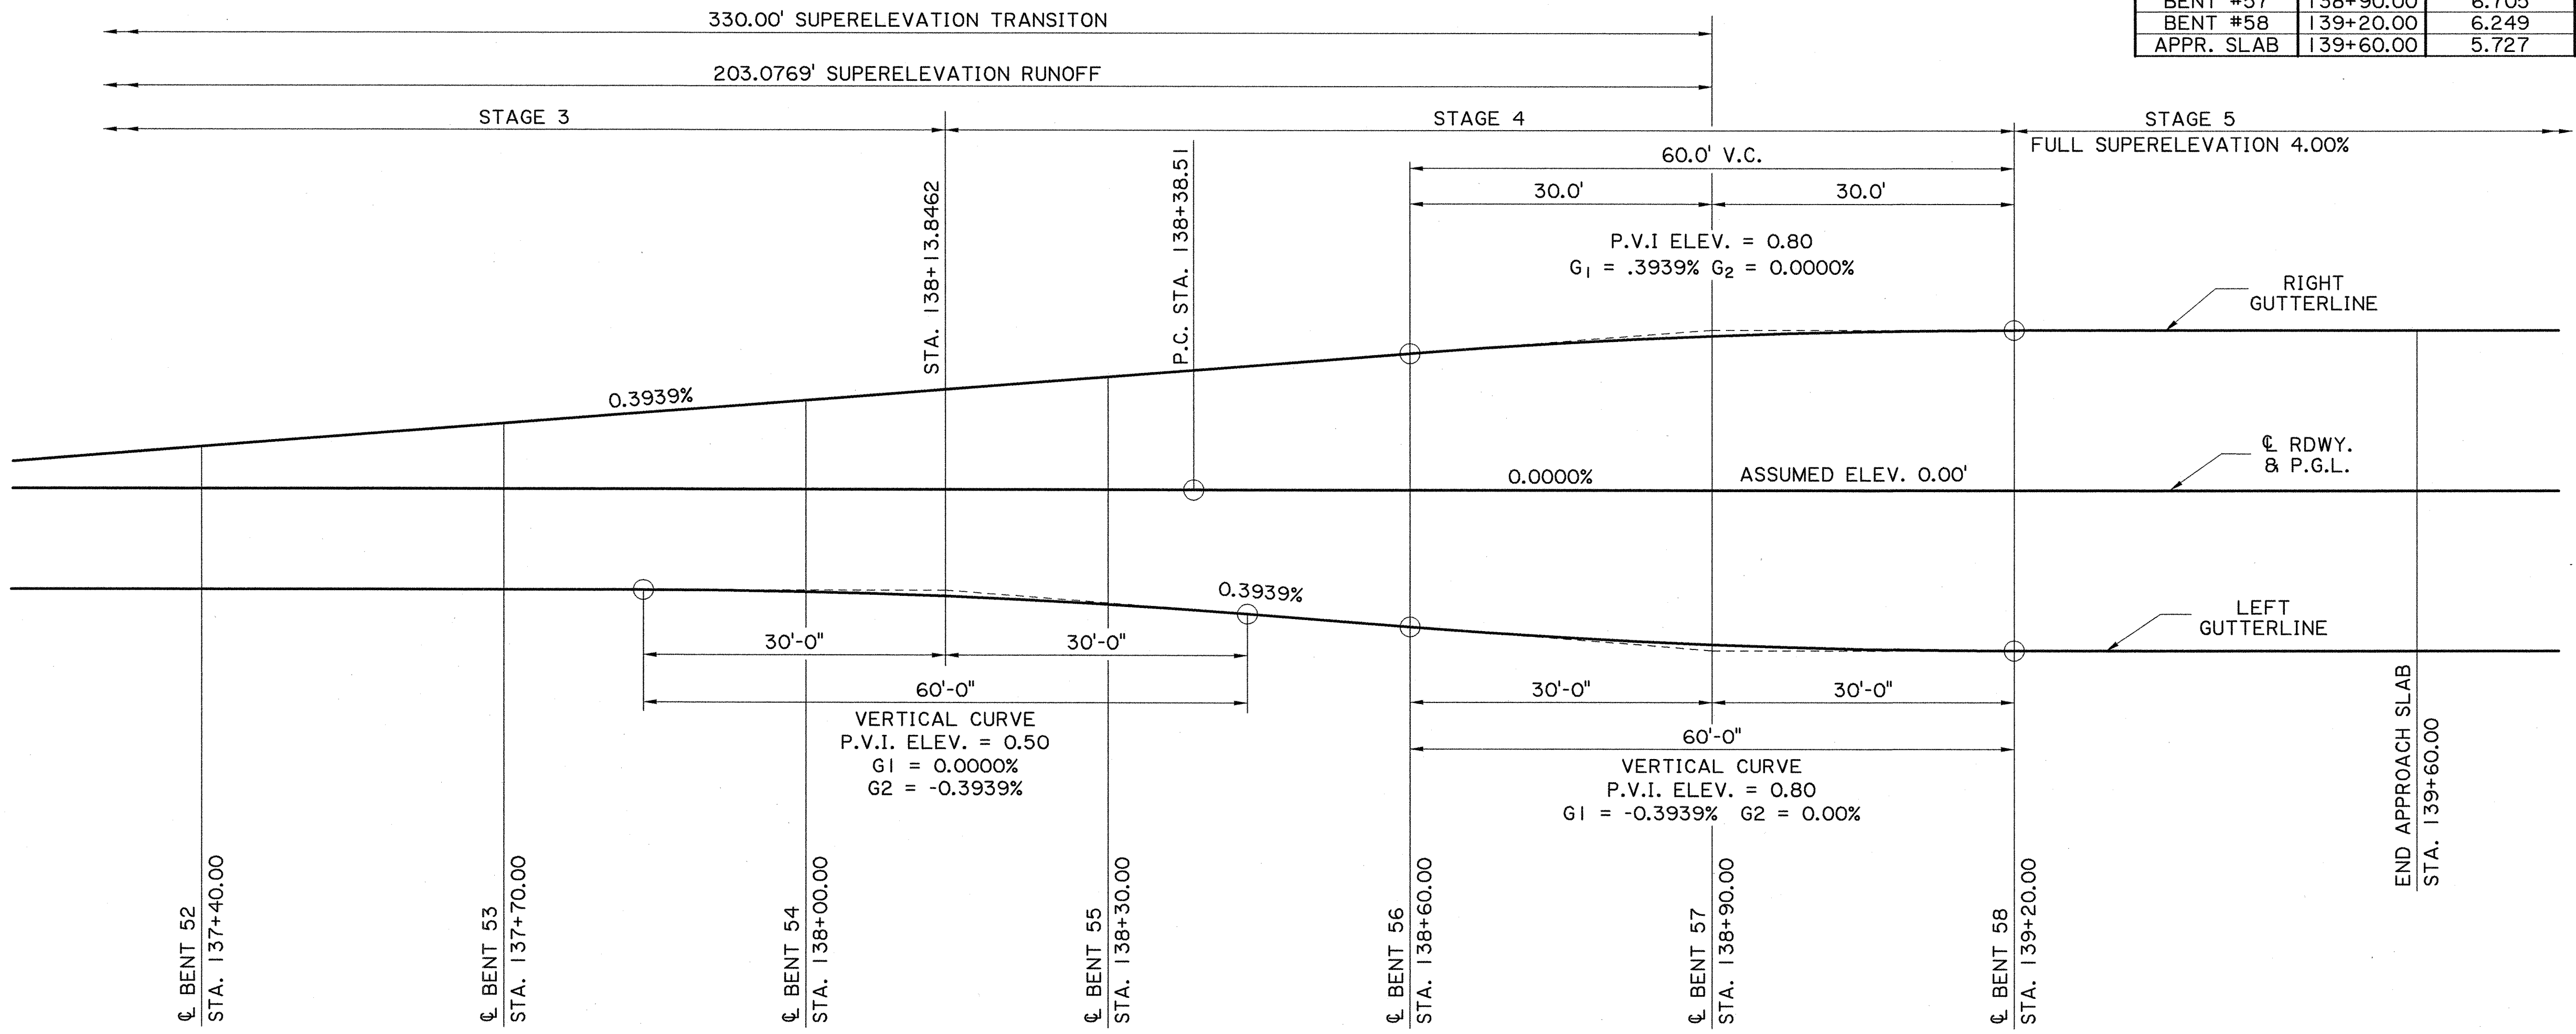 330.00' SUPERELEVATION TRANSITON
BENT #57 138+90.00 6.705
BENT #58 139+20.00 6.249
APPR. SLAB 139+60.00 5.727
203.0769' SUPERELEVATION RUNOFF
STAGE 3
STAGE 4
STAGE 5
FULL SUPERELEVATION 4.00%
60.0' V.C.
30.0'
30.0'
STA. 138+13.8462
P.C. STA. 138+38.51
P.V.I ELEV. = 0.80
G1 = .3939% G2 = 0.0000%
RIGHT
GUTTERLINE
0.3939%
℄ RDWY.
& P.G.L.
0.0000%
ASSUMED ELEV. 0.00'
0.3939%
LEFT
GUTTERLINE
30'-0"
30'-0"
60'-0"
VERTICAL CURVE
P.V.I. ELEV. = 0.50
G1 = 0.0000%
G2 = -0.3939%
30'-0"
30'-0"
60'-0"
VERTICAL CURVE
P.V.I. ELEV. = 0.80
G1 = -0.3939% G2 = 0.00%
END APPROACH SLAB
STA. 139+60.00
℄ BENT 52
STA. 137+40.00
℄ BENT 53
STA. 137+70.00
℄ BENT 54
STA. 138+00.00
℄ BENT 55
STA. 138+30.00
℄ BENT 56
STA. 138+60.00
℄ BENT 57
STA. 138+90.00
℄ BENT 58
STA. 139+20.00